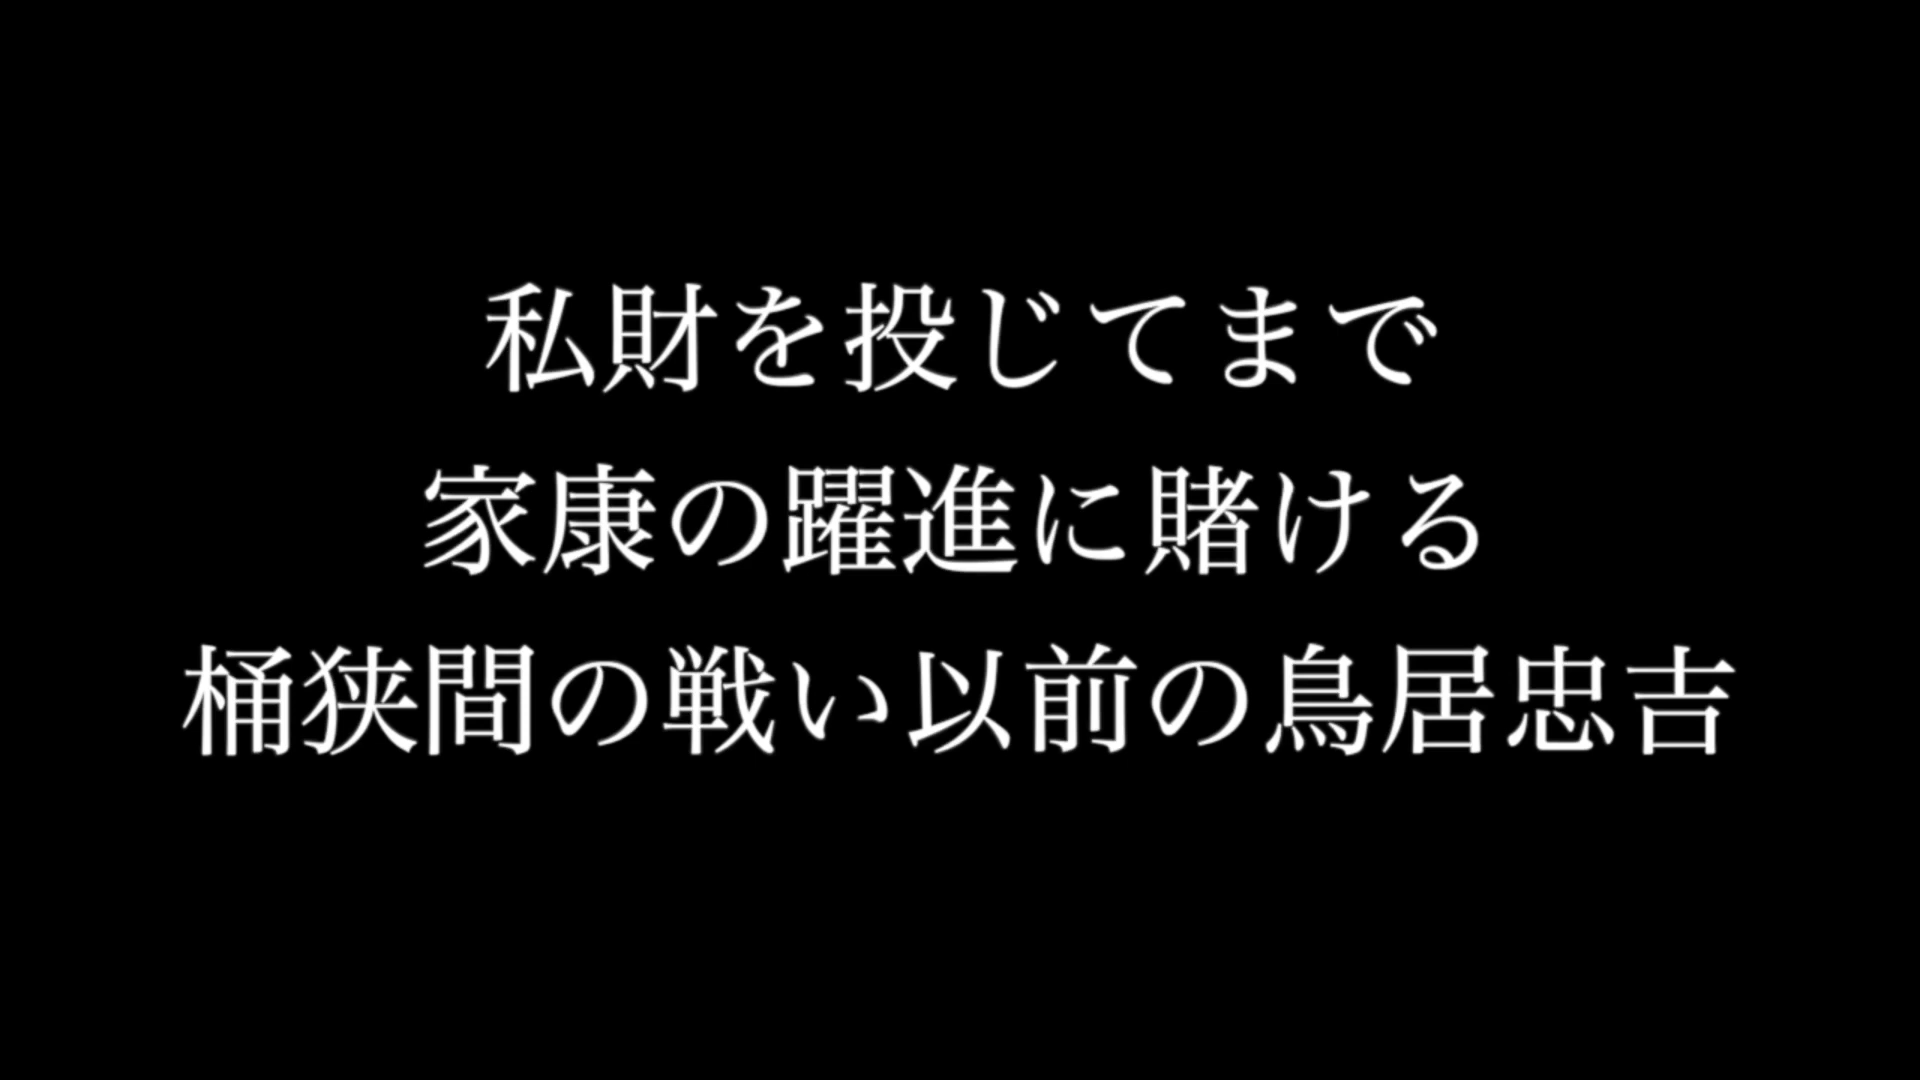 私財を投じてまで
家康の躍進に賭ける
桶狭間の戦い以前の鳥居忠吉